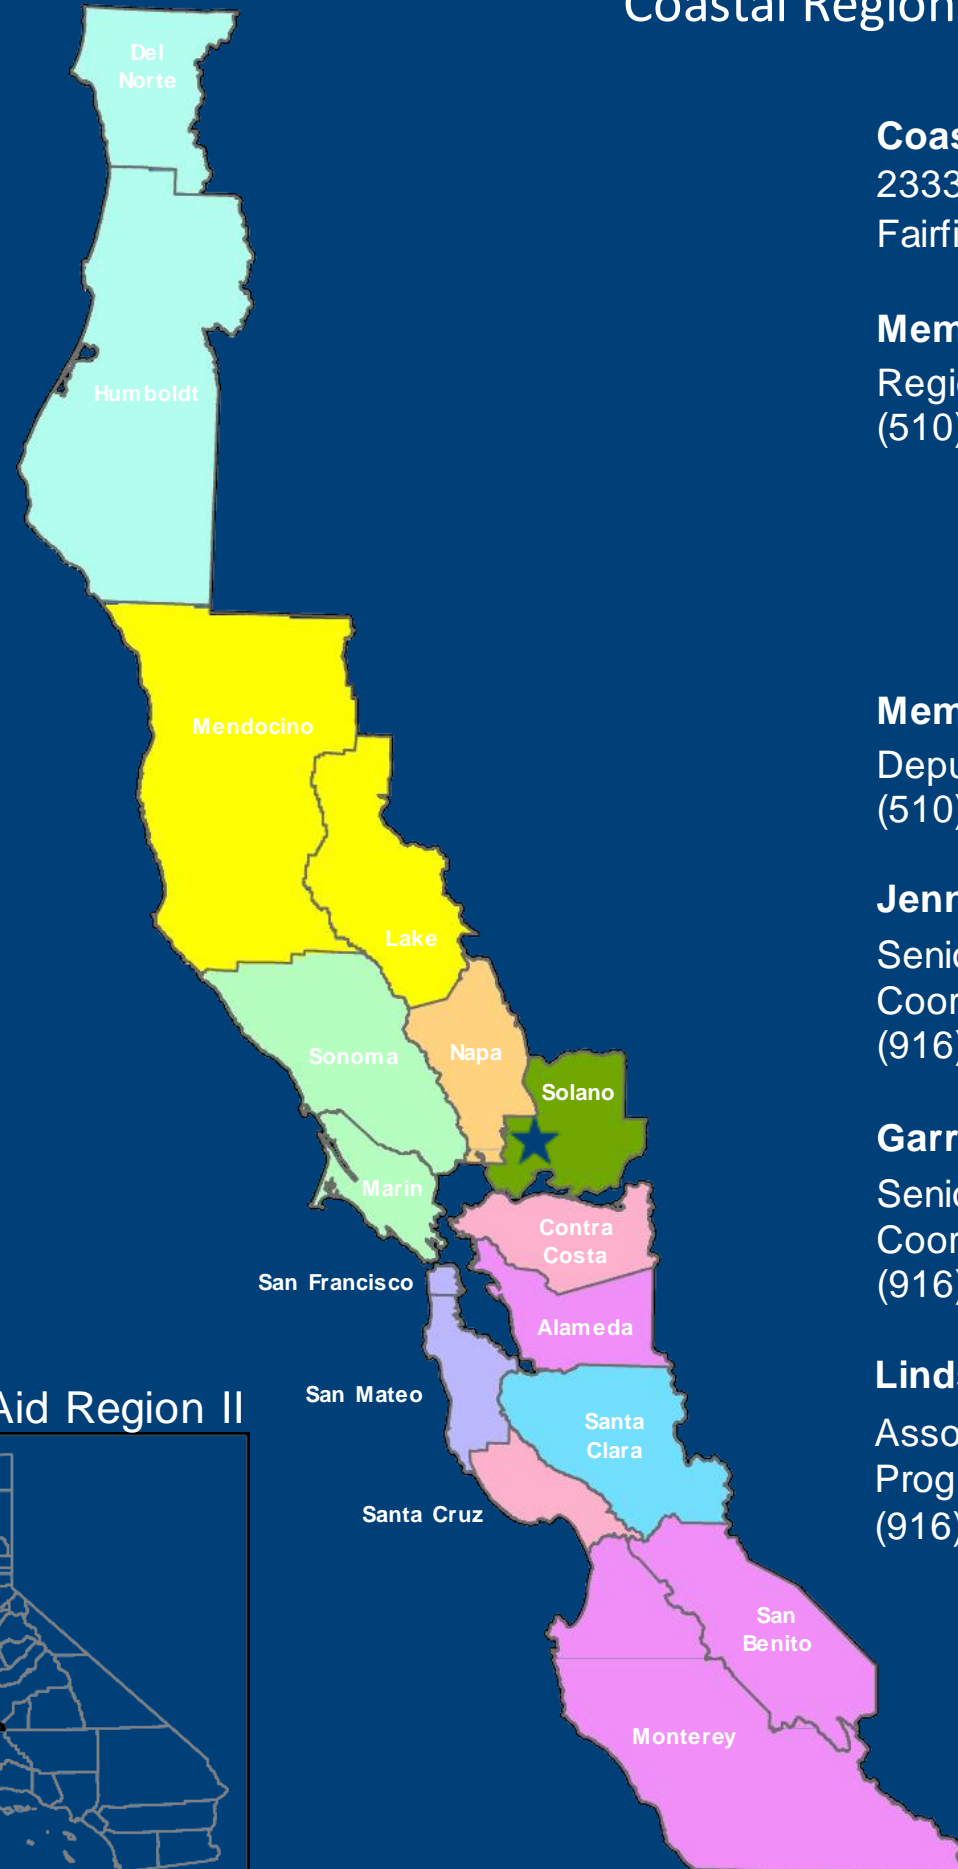 Coastal Region
Del
Norte
Humboldt
Mendocino
Lake
Sonoma
Napa
Solano
Marin
Contra
Costa
San Francisco
Alameda
San Mateo
Santa
Clara
Santa Cruz
San
Benito
Monterey
Aid Region II
Coas
2333
Fairfi
Mem
Regi
(510)
Mem
Depu
(510)
Jenn
Senio
Coor
(916)
Garr
Senio
Coor
(916)
Linds
Asso
Prog
(916)